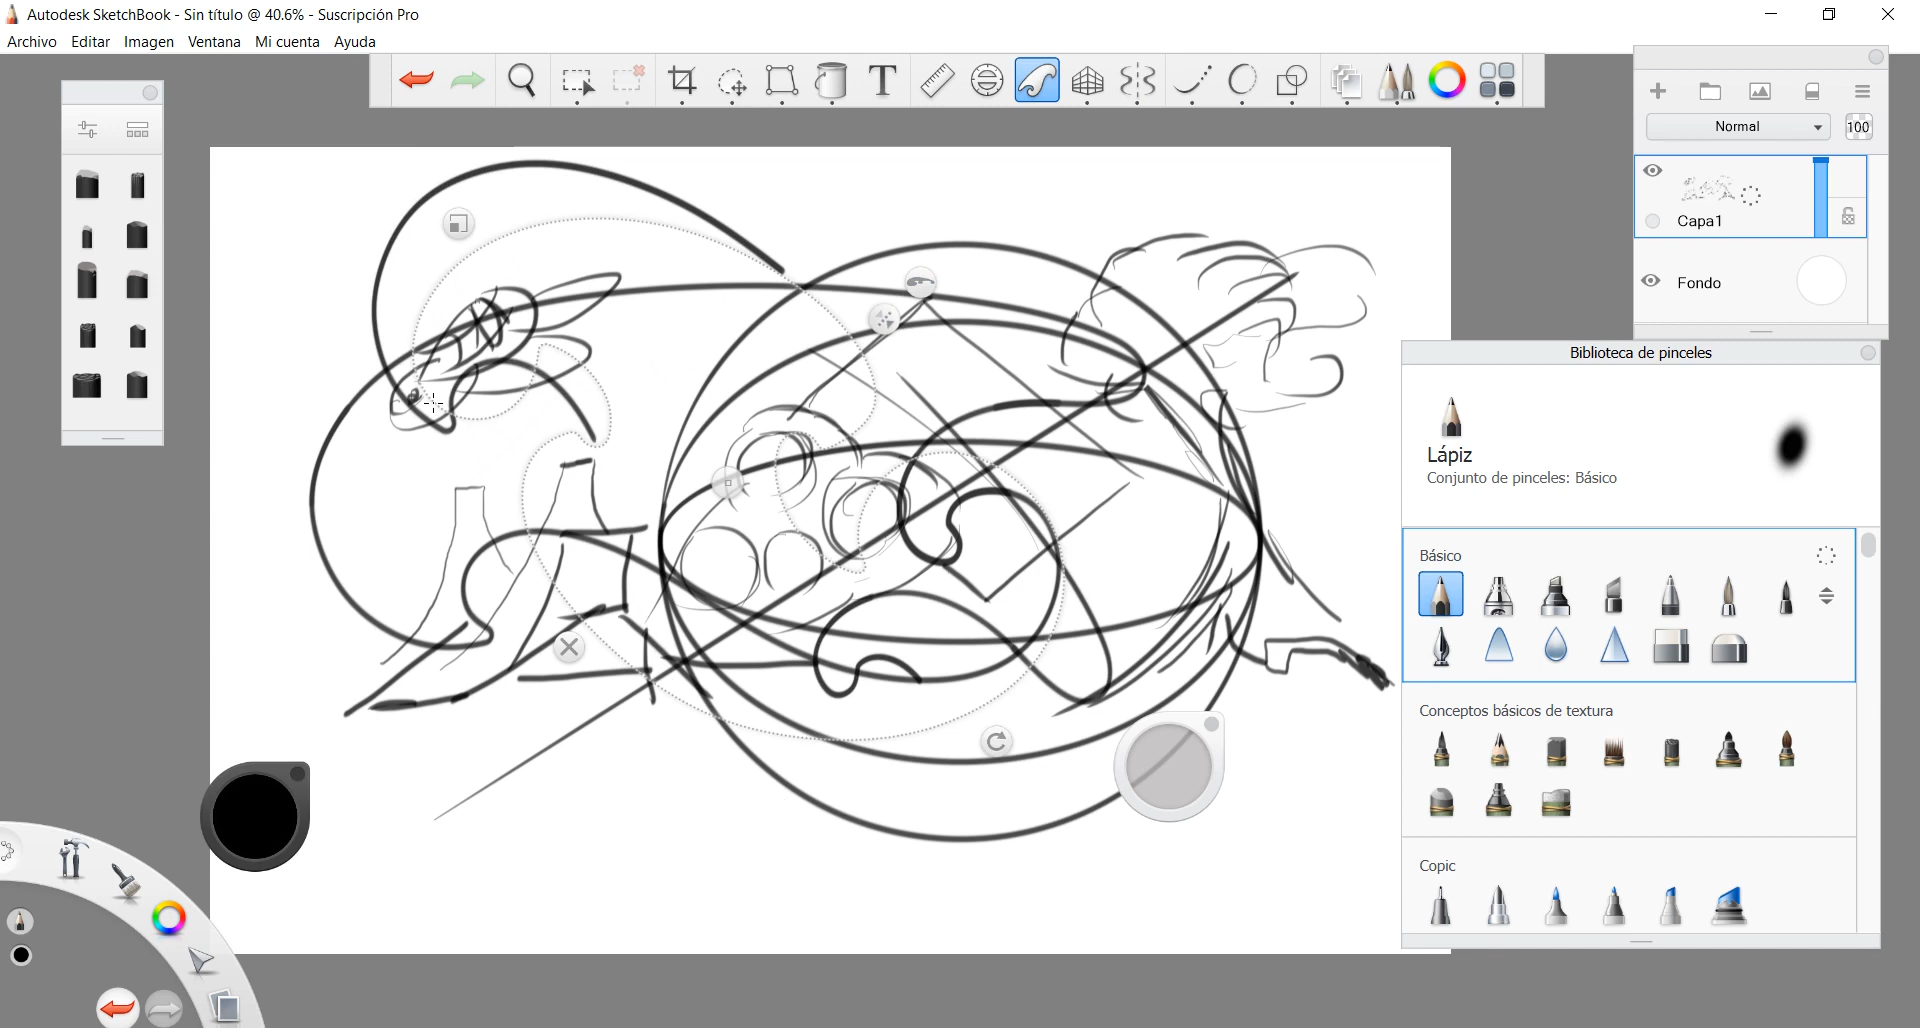 Autodesk SketchBook - Sin título @ 40.6% - Suscripción Pro
Archivo Editar Imagen Ventana Mi cuenta Ayuda
T
Normal 100
Capa1
Fondo
Biblioteca de pinceles
Lápiz
Conjunto de pinceles: Básico
Básico
Conceptos básicos de textura
Copic